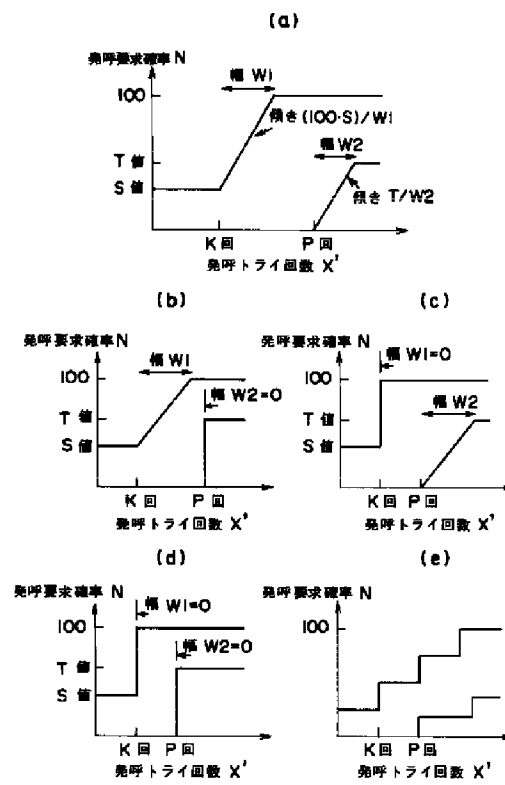 (a)
発呼要求確率 N
幅 W1
100
傾き(100-S)/W1
T 値
幅 W2
S 値
傾き T/W2
K 回
P 回
発呼トライ回数 X'
(b)
発呼要求確率 N
幅 W1
100
幅 W2=0
T 値
S 値
K 回
P 回
発呼トライ回数 X'
(c)
発呼要求確率 N
幅 W1=0
100
T 値
幅 W2
S 値
K 回
P 回
発呼トライ回数 X'
(d)
発呼要求確率 N
幅 W1=0
100
T 値
幅 W2=0
S 値
K 回
P 回
発呼トライ回数 X'
(e)
発呼要求確率 N
100
K 回
P 回
発呼トライ回数 X'